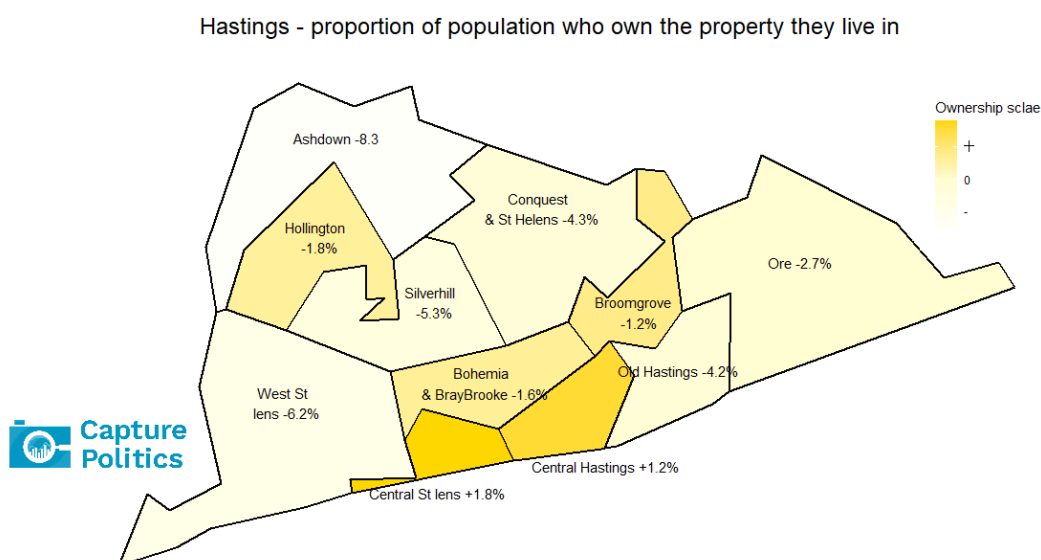 Hastings - proportion of population who own the property they live in
Ownership sclae
+
0
-
Ashdown -8.3
Conquest
& St Helens -4.3%
Hollington
-1.8%
Ore -2.7%
Silverhill
-5.3%
Broomgrove
-1.2%
Old Hastings -4.2%
Bohemia
& BrayBrooke -1.6%
West St
lens -6.2%
Capture
Politics
Central Hastings +1.2%
Central St lens +1.8%